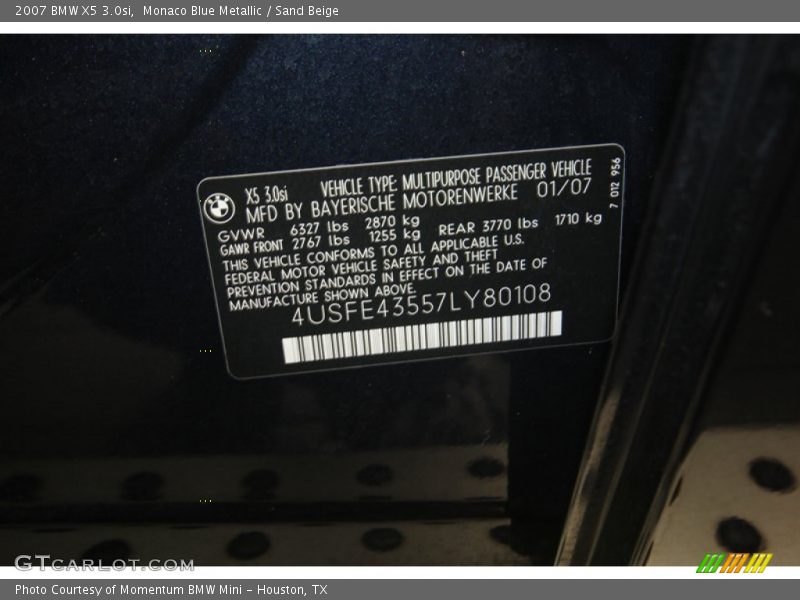 2007 BMW X5 3.0si, Monaco Blue Metallic / Sand Beige
X5 3.0si VEHICLE TYPE: MULTIPURPOSE PASSENGER VEHICLE
MFD BY BAYERISCHE MOTORENWERKE 01/07
GVWR 6327 lbs 2870 kg
GAWR FRONT 2767 lbs 1255 kg REAR 3770 lbs 1710 kg
THIS VEHICLE CONFORMS TO ALL APPLICABLE U.S.
FEDERAL MOTOR VEHICLE SAFETY AND THEFT
PREVENTION STANDARDS IN EFFECT ON THE DATE OF
MANUFACTURE SHOWN ABOVE.
4USFE43557LY80108
7 012 956
GTCARLOT.COM
Photo Courtesy of Momentum BMW Mini - Houston, TX